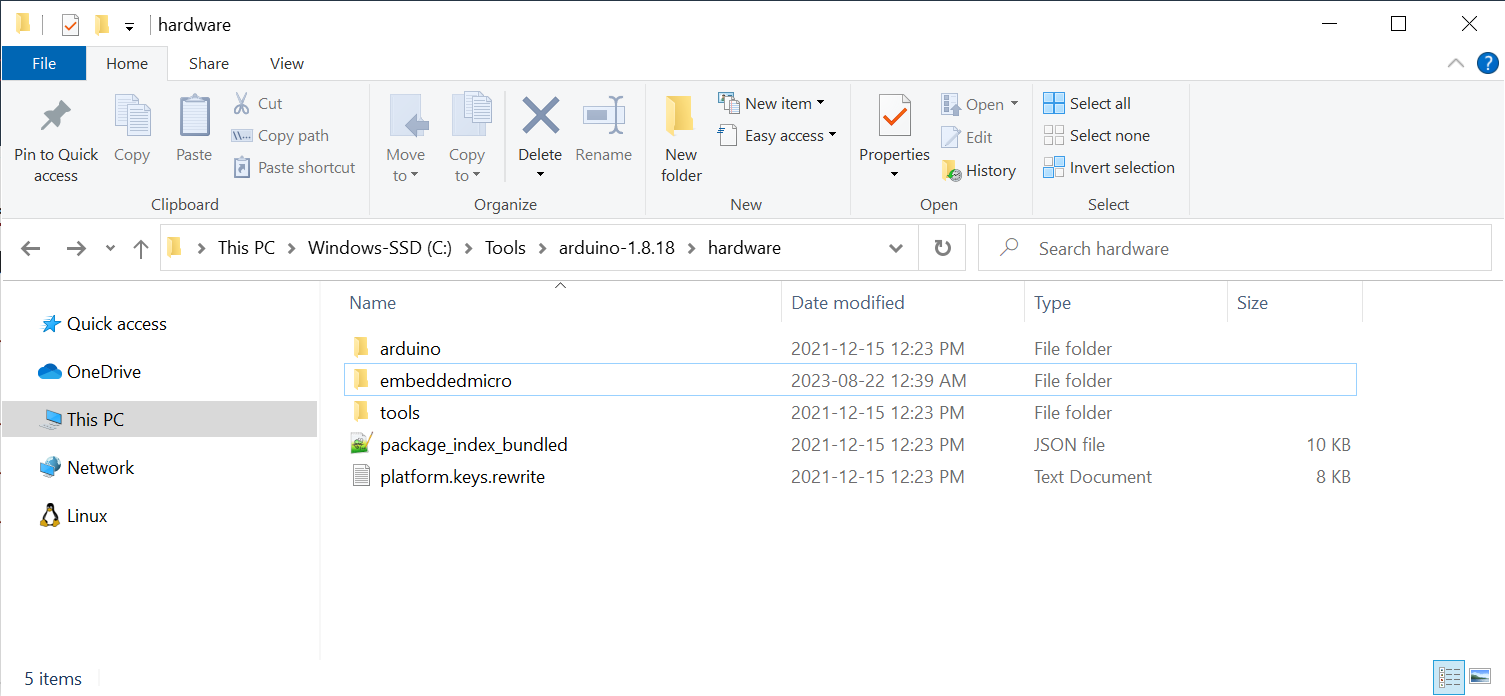 hardware
File Home Share View
Pin to Quick access
Copy
Paste
Cut
Copy path
Paste shortcut
Clipboard
Move to
Copy to
Delete
Rename
Organize
New folder
New item
Easy access
New
Properties
Open
Edit
History
Open
Select all
Select none
Invert selection
Select
This PC Windows-SSD (C:) Tools arduino-1.8.18 hardware
Search hardware
Quick access
OneDrive
This PC
Network
Linux
Name Date modified Type Size
arduino 2021-12-15 12:23 PM File folder
embeddedmicro 2023-08-22 12:39 AM File folder
tools 2021-12-15 12:23 PM File folder
package_index_bundled 2021-12-15 12:23 PM JSON file 10 KB
platform.keys.rewrite 2021-12-15 12:23 PM Text Document 8 KB
5 items